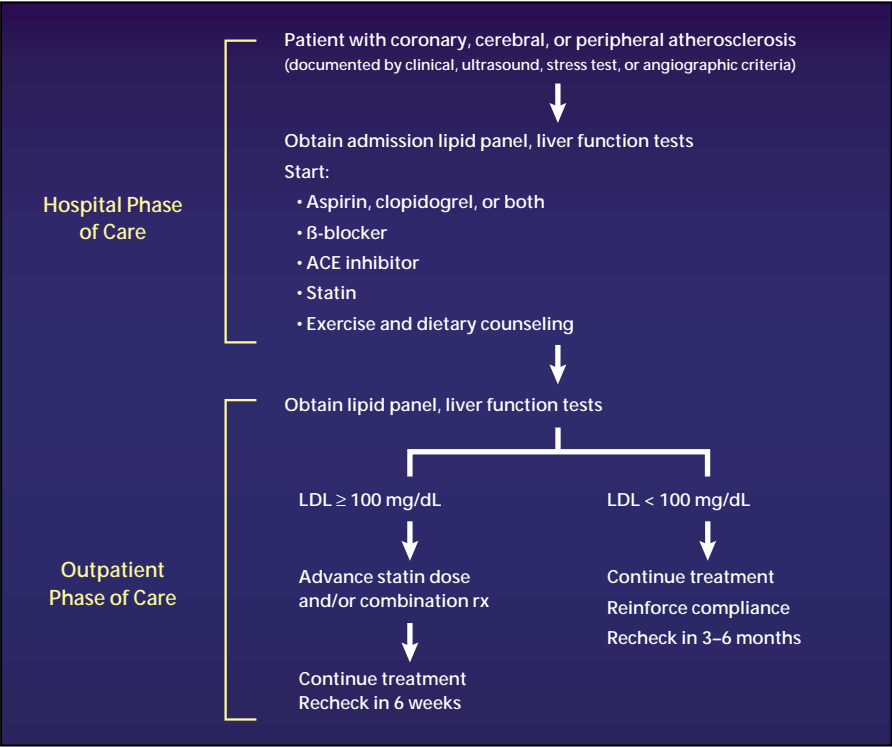 Patient with coronary, cerebral, or peripheral atherosclerosis
(documented by clinical, ultrasound, stress test, or angiographic criteria)
Obtain admission lipid panel, liver function tests
Start:
• Aspirin, clopidogrel, or both
• ß-blocker
• ACE inhibitor
• Statin
• Exercise and dietary counseling
Hospital Phase
of Care
Obtain lipid panel, liver function tests
LDL ≥ 100 mg/dL
Advance statin dose
and/or combination rx
Continue treatment
Recheck in 6 weeks
LDL < 100 mg/dL
Continue treatment
Reinforce compliance
Recheck in 3–6 months
Outpatient
Phase of Care